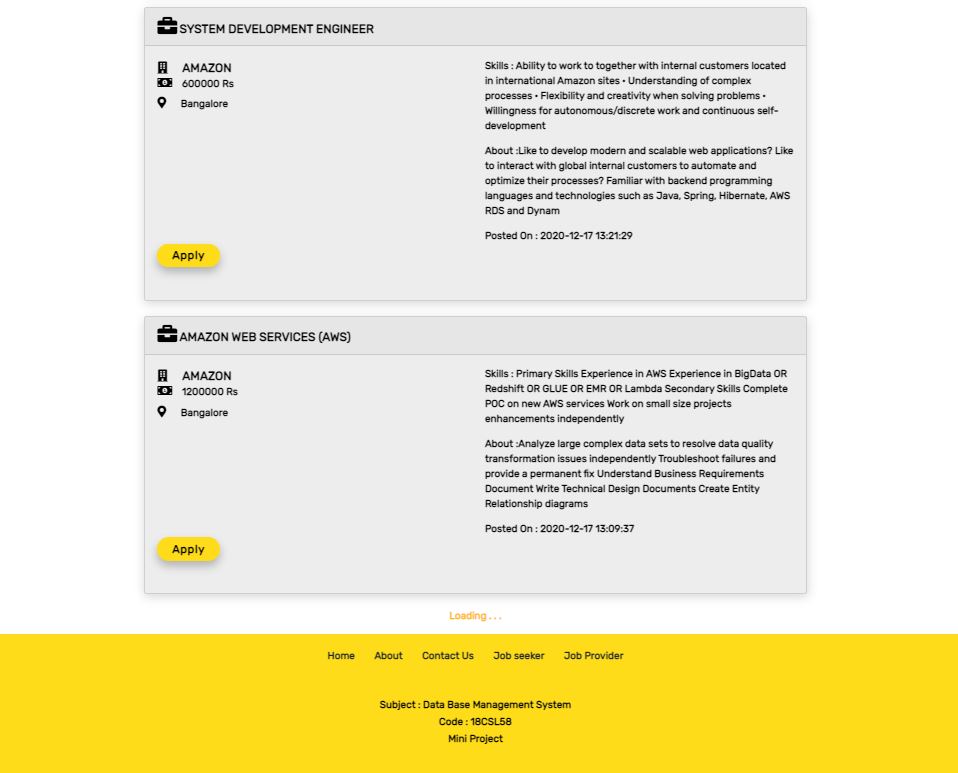 SYSTEM DEVELOPMENT ENGINEER
AMAZON
600000 Rs
Bangalore
Skills : Ability to work to together with internal customers located
in international Amazon sites • Understanding of complex
processes • Flexibility and creativity when solving problems •
Willingness for autonomous/discrete work and continuous self-
development
About :Like to develop modern and scalable web applications? Like
to interact with global internal customers to automate and
optimize their processes? Familiar with backend programming
languages and technologies such as Java, Spring, Hibernate, AWS
RDS and Dynam
Posted On : 2020-12-17 13:21:29
Apply
AMAZON WEB SERVICES (AWS)
AMAZON
1200000 Rs
Bangalore
Skills : Primary Skills Experience in AWS Experience in BigData OR
Redshift OR GLUE OR EMR OR Lambda Secondary Skills Complete
POC on new AWS services Work on small size projects
enhancements independently
About :Analyze large complex data sets to resolve data quality
transformation issues independently Troubleshoot failures and
provide a permanent fix Understand Business Requirements
Document Write Technical Design Documents Create Entity
Relationship diagrams
Posted On : 2020-12-17 13:09:37
Apply
Loading . . .
Home About Contact Us Job seeker Job Provider
Subject : Data Base Management System
Code : 18CSL58
Mini Project